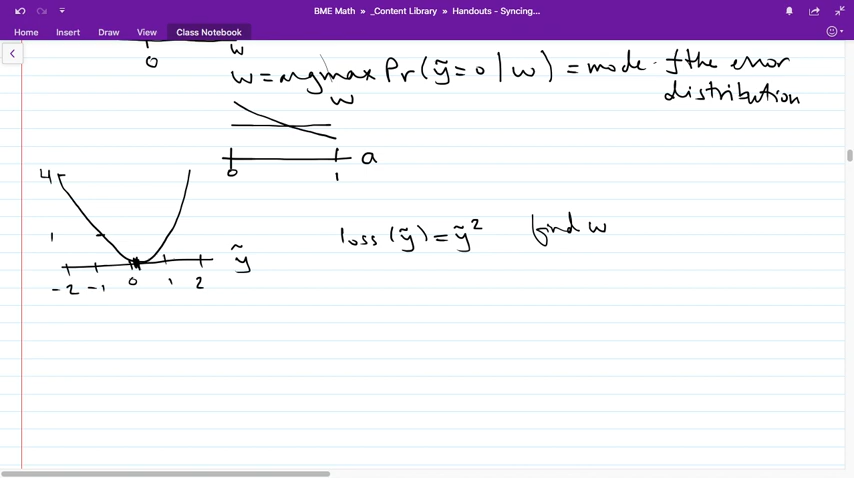 BME Math » _Content Library » Handouts - Syncing...
Home Insert Draw View Class Notebook
w
0
w = argmax Pr(ỹ = 0 | w) = mode of the error
w
distribution
a
0
1
4
1
loss(ỹ) = ỹ² find w
ỹ
-2 -1 0 1 2